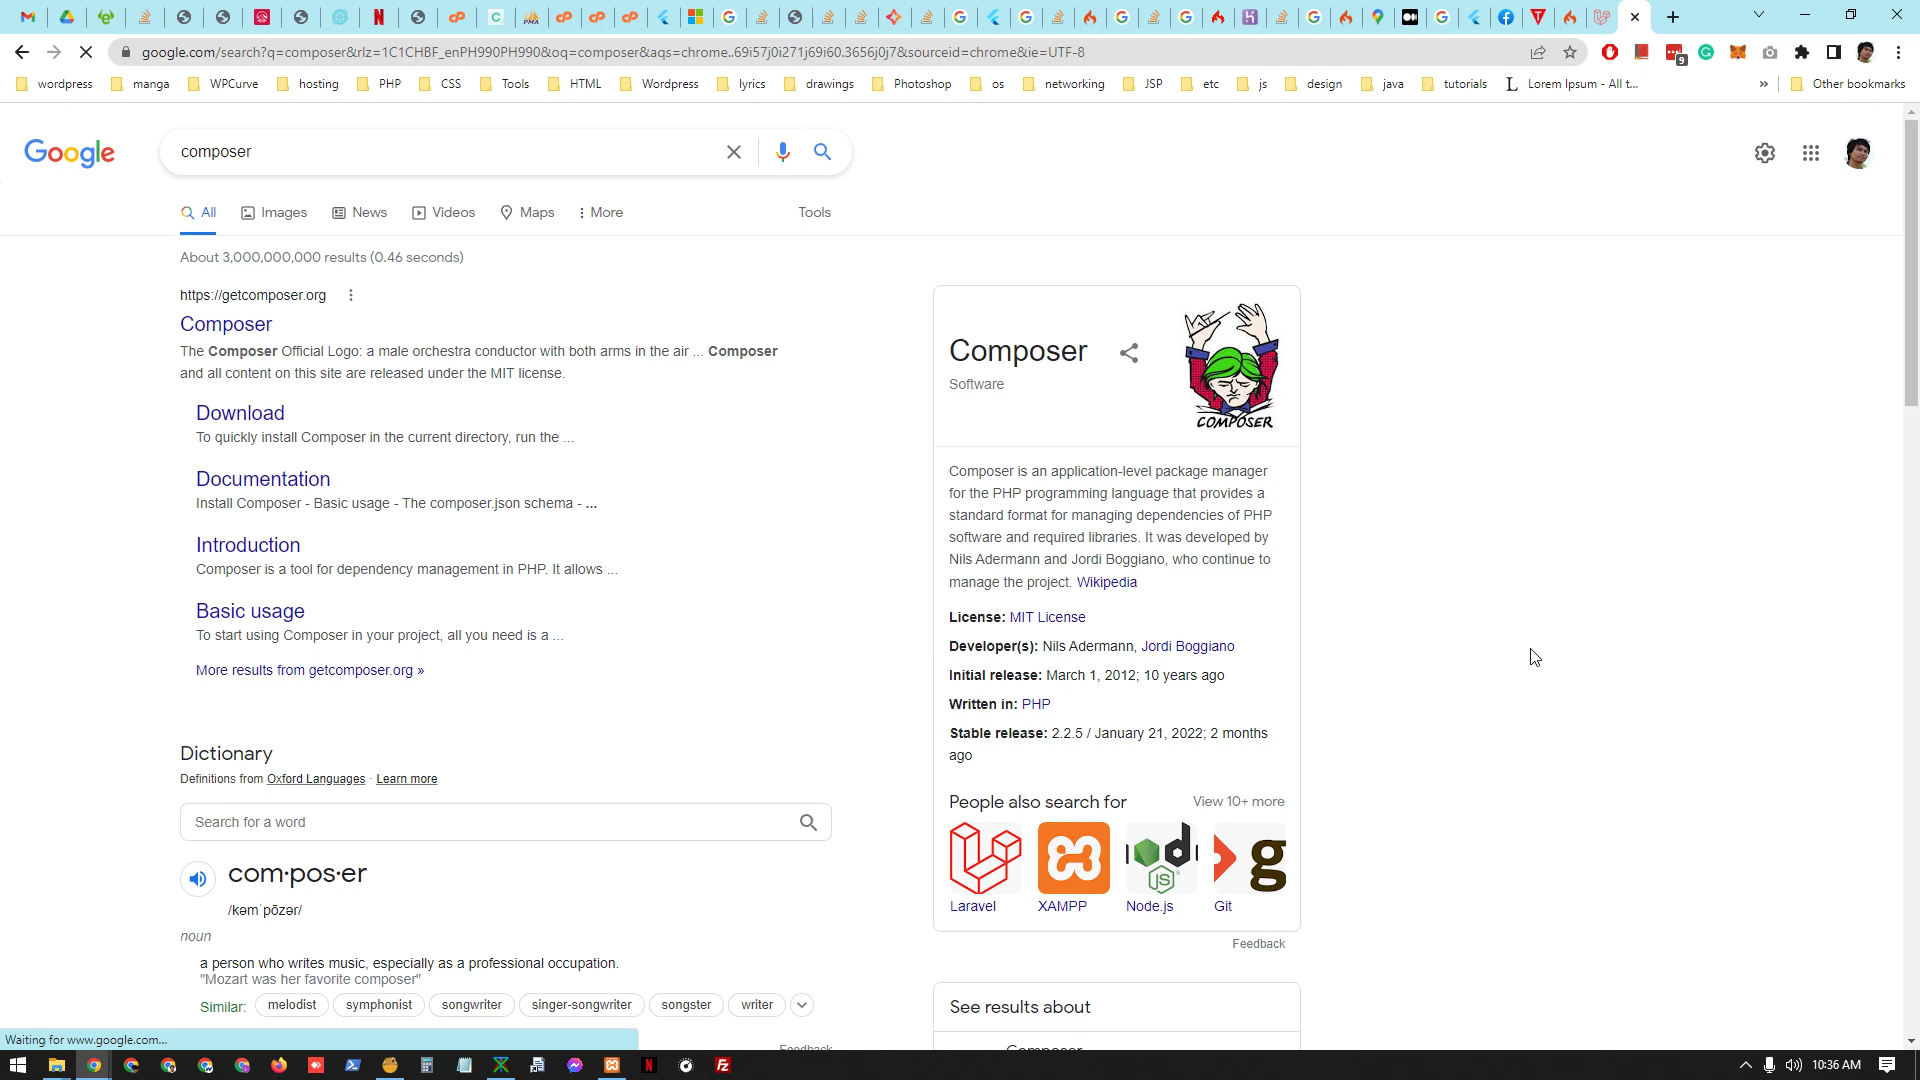 google.com/search?q=composer&rlz=1C1CHBF_enPH990PH990&oq=composer&aqs=chrome..69i57j0i271j69i60.3656j0j7&sourceid=chrome&ie=UTF-8
9
wordpress manga WPCurve hosting PHP CSS Tools HTML Wordpress lyrics drawings Photoshop os networking JSP etc js design java tutorials Lorem Ipsum - All t... » Other bookmarks
Google
composer
All Images News Videos Maps More Tools
About 3,000,000,000 results (0.46 seconds)
https://getcomposer.org
Composer
The Composer Official Logo: a male orchestra conductor with both arms in the air ... Composer
and all content on this site are released under the MIT license.
Download
To quickly install Composer in the current directory, run the ...
Documentation
Install Composer - Basic usage - The composer.json schema - ...
Introduction
Composer is a tool for dependency management in PHP. It allows ...
Basic usage
To start using Composer in your project, all you need is a ...
More results from getcomposer.org »
Dictionary
Definitions from Oxford Languages · Learn more
Search for a word
com·pos·er
/kəmˈpōzər/
noun
a person who writes music, especially as a professional occupation.
"Mozart was her favorite composer"
Similar: melodist symphonist songwriter singer-songwriter songster writer
Feedback
Composer
Software
COMPOSER
Composer is an application-level package manager
for the PHP programming language that provides a
standard format for managing dependencies of PHP
software and required libraries. It was developed by
Nils Adermann and Jordi Boggiano, who continue to
manage the project. Wikipedia
License: MIT License
Developer(s): Nils Adermann, Jordi Boggiano
Initial release: March 1, 2012; 10 years ago
Written in: PHP
Stable release: 2.2.5 / January 21, 2022; 2 months
ago
People also search for View 10+ more
Laravel XAMPP Node.js Git
Feedback
See results about
Composer
Waiting for www.google.com...
10:36 AM